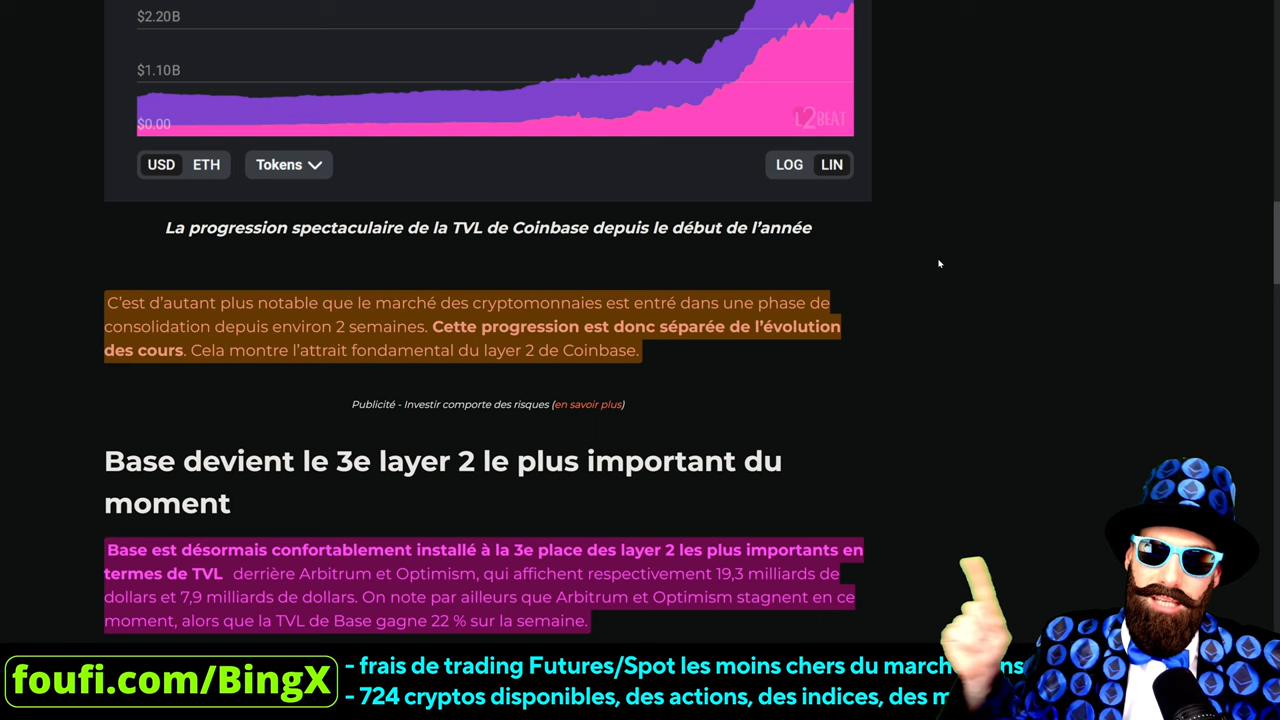 $2.20B
$1.10B
$0.00
L2BEAT
USD ETH Tokens LOG LIN
La progression spectaculaire de la TVL de Coinbase depuis le début de l'année
C'est d'autant plus notable que le marché des cryptomonnaies est entré dans une phase de
consolidation depuis environ 2 semaines. Cette progression est donc séparée de l'évolution
des cours. Cela montre l'attrait fondamental du layer 2 de Coinbase.
Publicité - Investir comporte des risques (en savoir plus)
Base devient le 3e layer 2 le plus important du
moment
Base est désormais confortablement installé à la 3e place des layer 2 les plus importants en
termes de TVL derrière Arbitrum et Optimism, qui affichent respectivement 19,3 milliards de
dollars et 7,9 milliards de dollars. On note par ailleurs que Arbitrum et Optimism stagnent en ce
moment, alors que la TVL de Base gagne 22 % sur la semaine.
foufi.com/BingX
- frais de trading Futures/Spot les moins chers du
- 724 cryptos disponibles, des actions, des indices, des